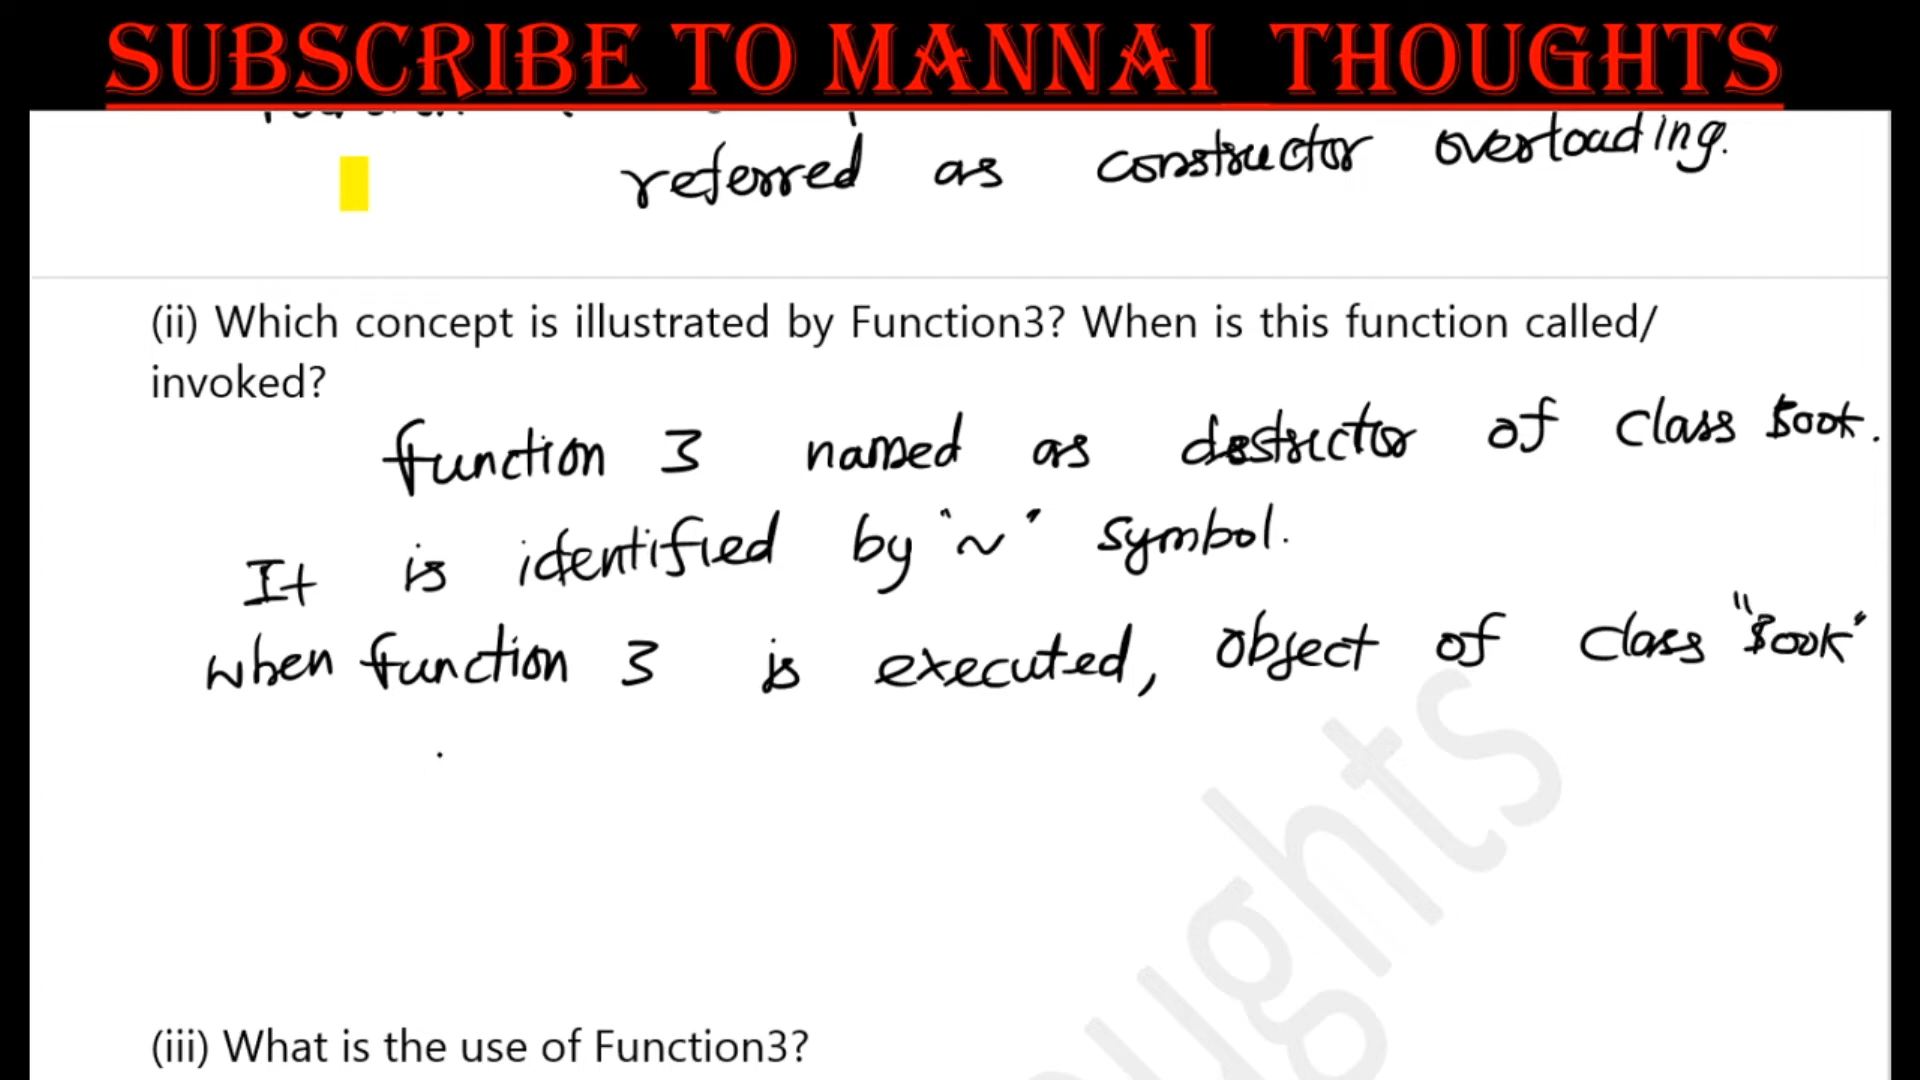 SUBSCRIBE TO MANNAI THOUGHTS
referred as constructor overloading.
(ii) Which concept is illustrated by Function3? When is this function called/
invoked?
function 3 named as destructor of class Book.
It is identified by "~" symbol.
when function 3 is executed, object of class "Book"
(iii) What is the use of Function3?
ughts